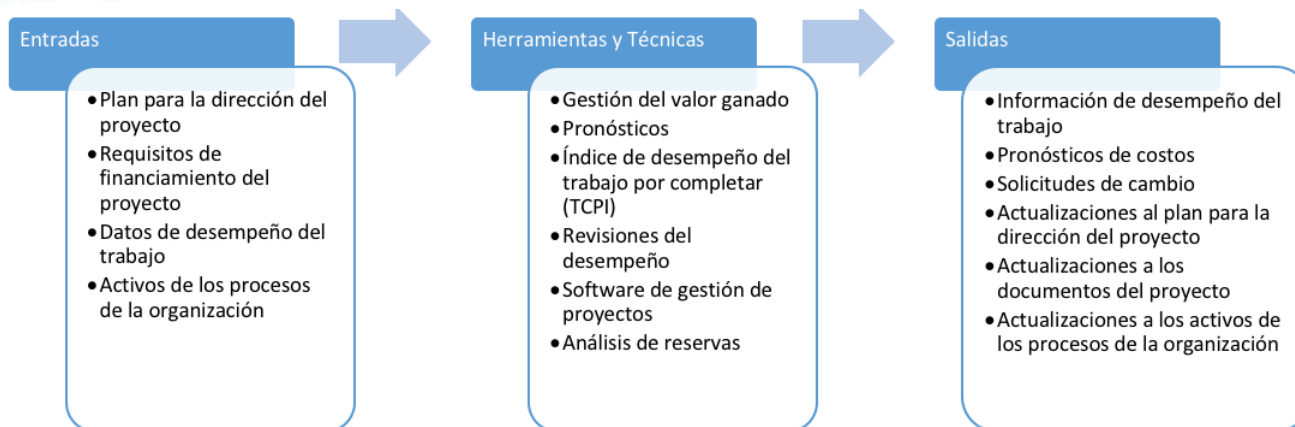 Entradas
• Plan para la dirección del
proyecto
• Requisitos de
financiamiento del
proyecto
• Datos de desempeño del
trabajo
• Activos de los procesos
de la organización
Herramientas y Técnicas
• Gestión del valor ganado
• Pronósticos
• Índice de desempeño del
trabajo por completar
(TCPI)
• Revisiones del
desempeño
• Software de gestión de
proyectos
• Análisis de reservas
Salidas
• Información de desempeño del
trabajo
• Pronósticos de costos
• Solicitudes de cambio
• Actualizaciones al plan para la
dirección del proyecto
• Actualizaciones a los
documentos del proyecto
• Actualizaciones a los activos de
los procesos de la organización